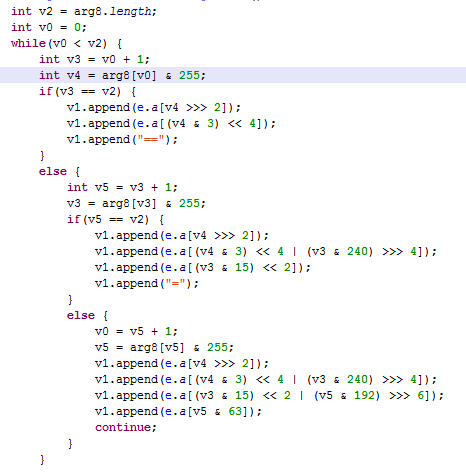 int v2 = arg8.length;
int v0 = 0;
while(v0 < v2) {
    int v3 = v0 + 1;
    int v4 = arg8[v0] & 255;
    if(v3 == v2) {
        v1.append(e.a[v4 >>> 2]);
        v1.append(e.a[(v4 & 3) << 4]);
        v1.append("==");
    }
    else {
        int v5 = v3 + 1;
        v3 = arg8[v3] & 255;
        if(v5 == v2) {
            v1.append(e.a[v4 >>> 2]);
            v1.append(e.a[(v4 & 3) << 4 | (v3 & 240) >>> 4]);
            v1.append(e.a[(v3 & 15) << 2]);
            v1.append("=");
        }
        else {
            v0 = v5 + 1;
            v5 = arg8[v5] & 255;
            v1.append(e.a[v4 >>> 2]);
            v1.append(e.a[(v4 & 3) << 4 | (v3 & 240) >>> 4]);
            v1.append(e.a[(v3 & 15) << 2 | (v5 & 192) >>> 6]);
            v1.append(e.a[v5 & 63]);
            continue;
        }
    }